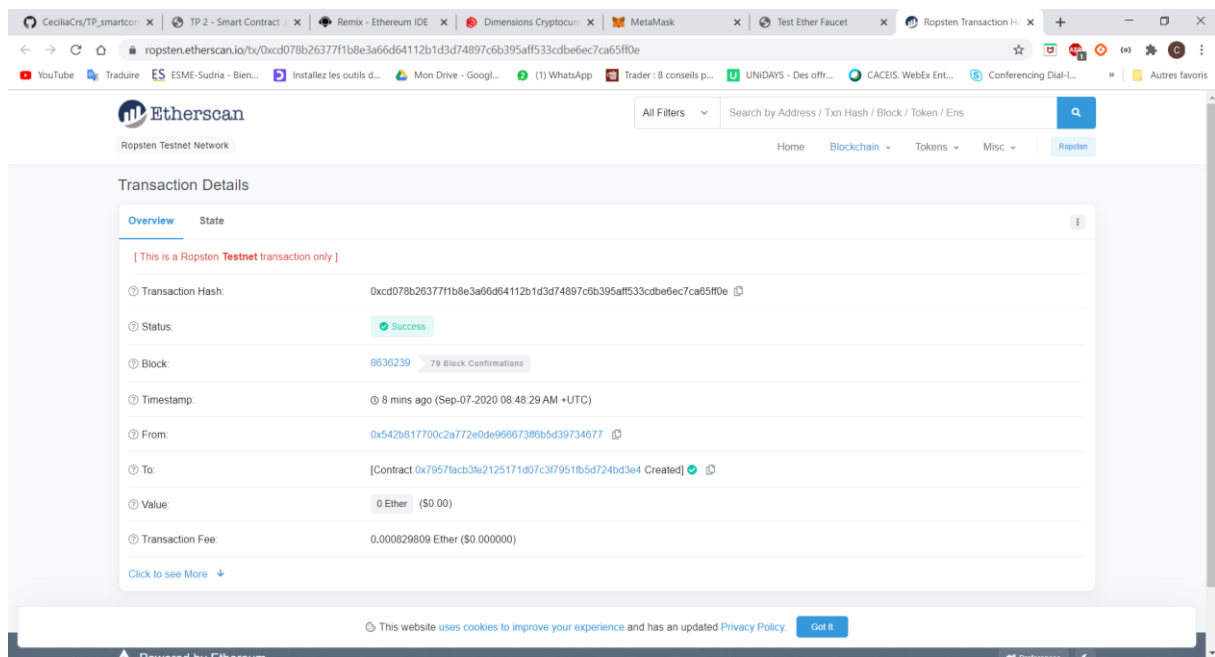 CeciliaCrs/TP_smartcon
TP 2 - Smart Contract
Remix - Ethereum IDE
Dimensions Cryptocurr
MetaMask
Test Ether Faucet
Ropsten Transaction H
ropsten.etherscan.io/tx/0xcd078b26377f1b8e3a66d64112b1d3d74897c6b395aff533cdbe6ec7ca65ff0e
YouTube
Traduire
ES ESME-Sudria - Bien...
Installez les outils d...
Mon Drive - Googl...
(1) WhatsApp
Trader : 8 conseils p...
UNiDAYS - Des offr...
CACEIS. WebEx Ent...
Conferencing Dial-I...
»
Autres favoris
Etherscan
All Filters
Search by Address / Txn Hash / Block / Token / Ens
Ropsten Testnet Network
Home Blockchain Tokens Misc Ropsten
Transaction Details
Overview State
[ This is a Ropsten Testnet transaction only ]
Transaction Hash: 0xcd078b26377f1b8e3a66d64112b1d3d74897c6b395aff533cdbe6ec7ca65ff0e
Status: Success
Block: 8636239 79 Block Confirmations
Timestamp: 8 mins ago (Sep-07-2020 08:48:29 AM +UTC)
From: 0x542b817700c2a772e0de966673ff6b5d39734677
To: [Contract 0x7957facb3fe2125171d07c3f7951fb5d724bd3e4 Created]
Value: 0 Ether ($0.00)
Transaction Fee: 0.000829809 Ether ($0.000000)
Click to see More
This website uses cookies to improve your experience and has an updated Privacy Policy. Got It
Powered by Ethereum